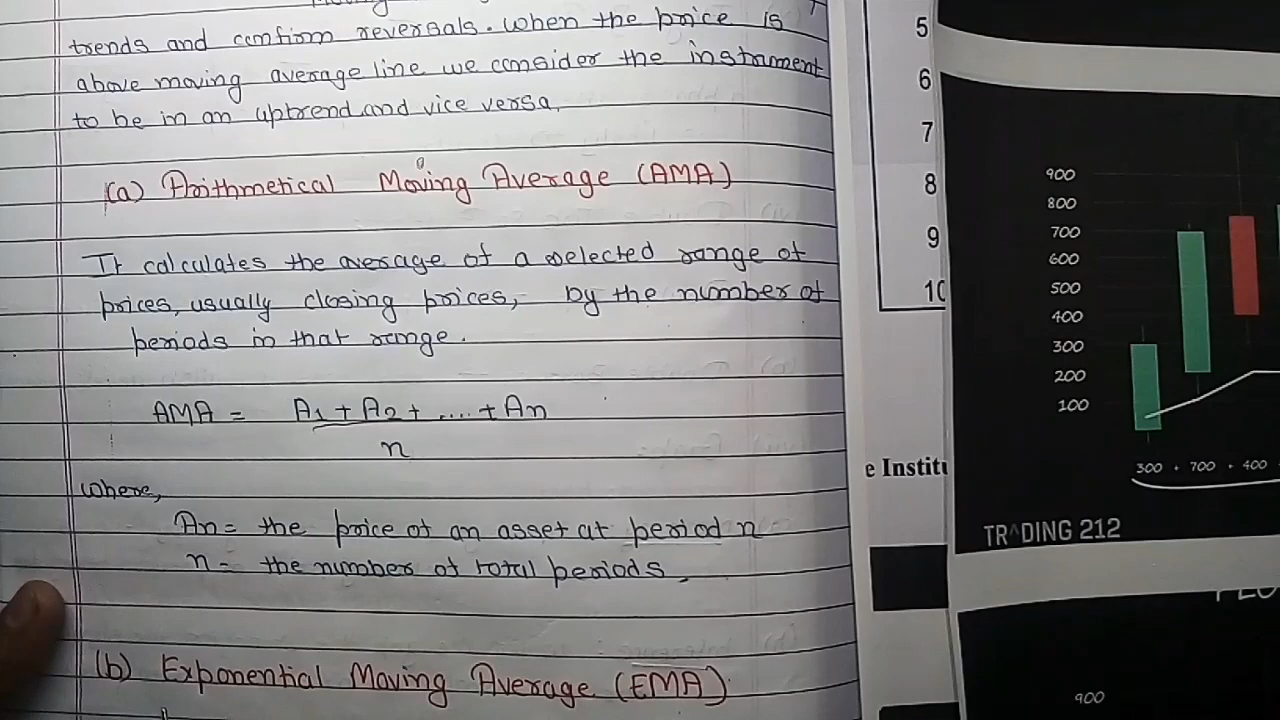 trends and confirm reversals. When the price is
above moving average line we consider the instrument
to be in an uptrend and vice versa.
(a) Arithmetical Moving Average (AMA)
It calculates the average of a selected range of
prices, usually closing prices, by the number of
periods in that range.
AMA = A1 + A2 + .... + An
n
where,
An = the price of an asset at period n
n = the number of total periods.
(b) Exponential Moving Average (EMA)
5
6
7
8
9
10
e Instit
900
800
700
600
500
400
300
200
100
300 + 700 + 400
TRADING 212
900